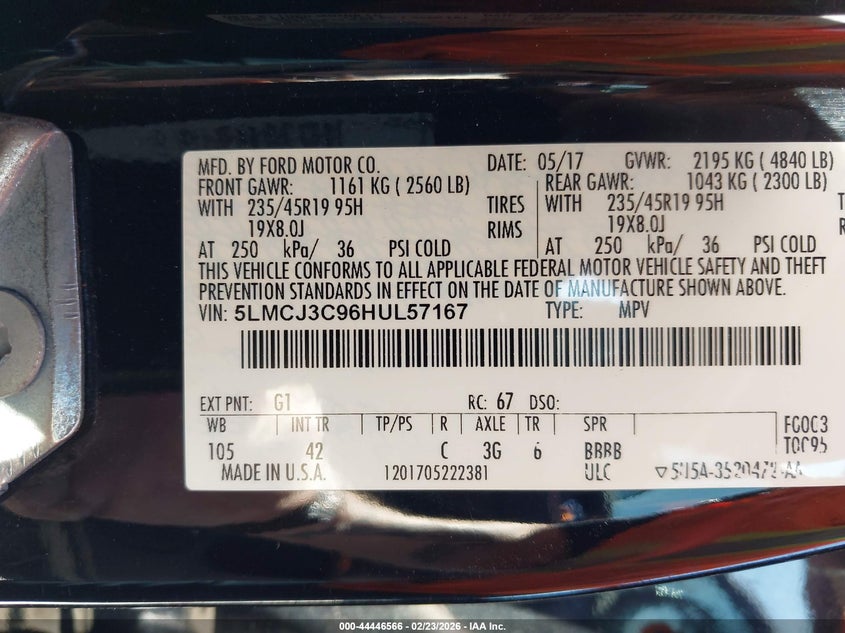 MFD. BY FORD MOTOR CO. DATE: 05/17 GVWR: 2195 KG ( 4840 LB)
FRONT GAWR: 1161 KG ( 2560 LB) REAR GAWR: 1043 KG ( 2300 LB)
WITH 235/45R19 95H TIRES WITH 235/45R19 95H
19X8.0J RIMS 19X8.0J
AT 250 kPa/ 36 PSI COLD AT 250 kPa/ 36 PSI COLD
THIS VEHICLE CONFORMS TO ALL APPLICABLE FEDERAL MOTOR VEHICLE SAFETY AND THEFT
PREVENTION STANDARDS IN EFFECT ON THE DATE OF MANUFACTURE SHOWN ABOVE.
VIN: 5LMCJ3C96HUL57167 TYPE: MPV
EXT PNT: G1 RC: 67 DSO:
WB INT TR TP/PS R AXLE TR SPR FGOC3
105 42 C 3G 6 BBBB T0C95
MADE IN U.S.A. 1201705222381 ULC
000-44446566 - 02/23/2026 - IAA Inc.